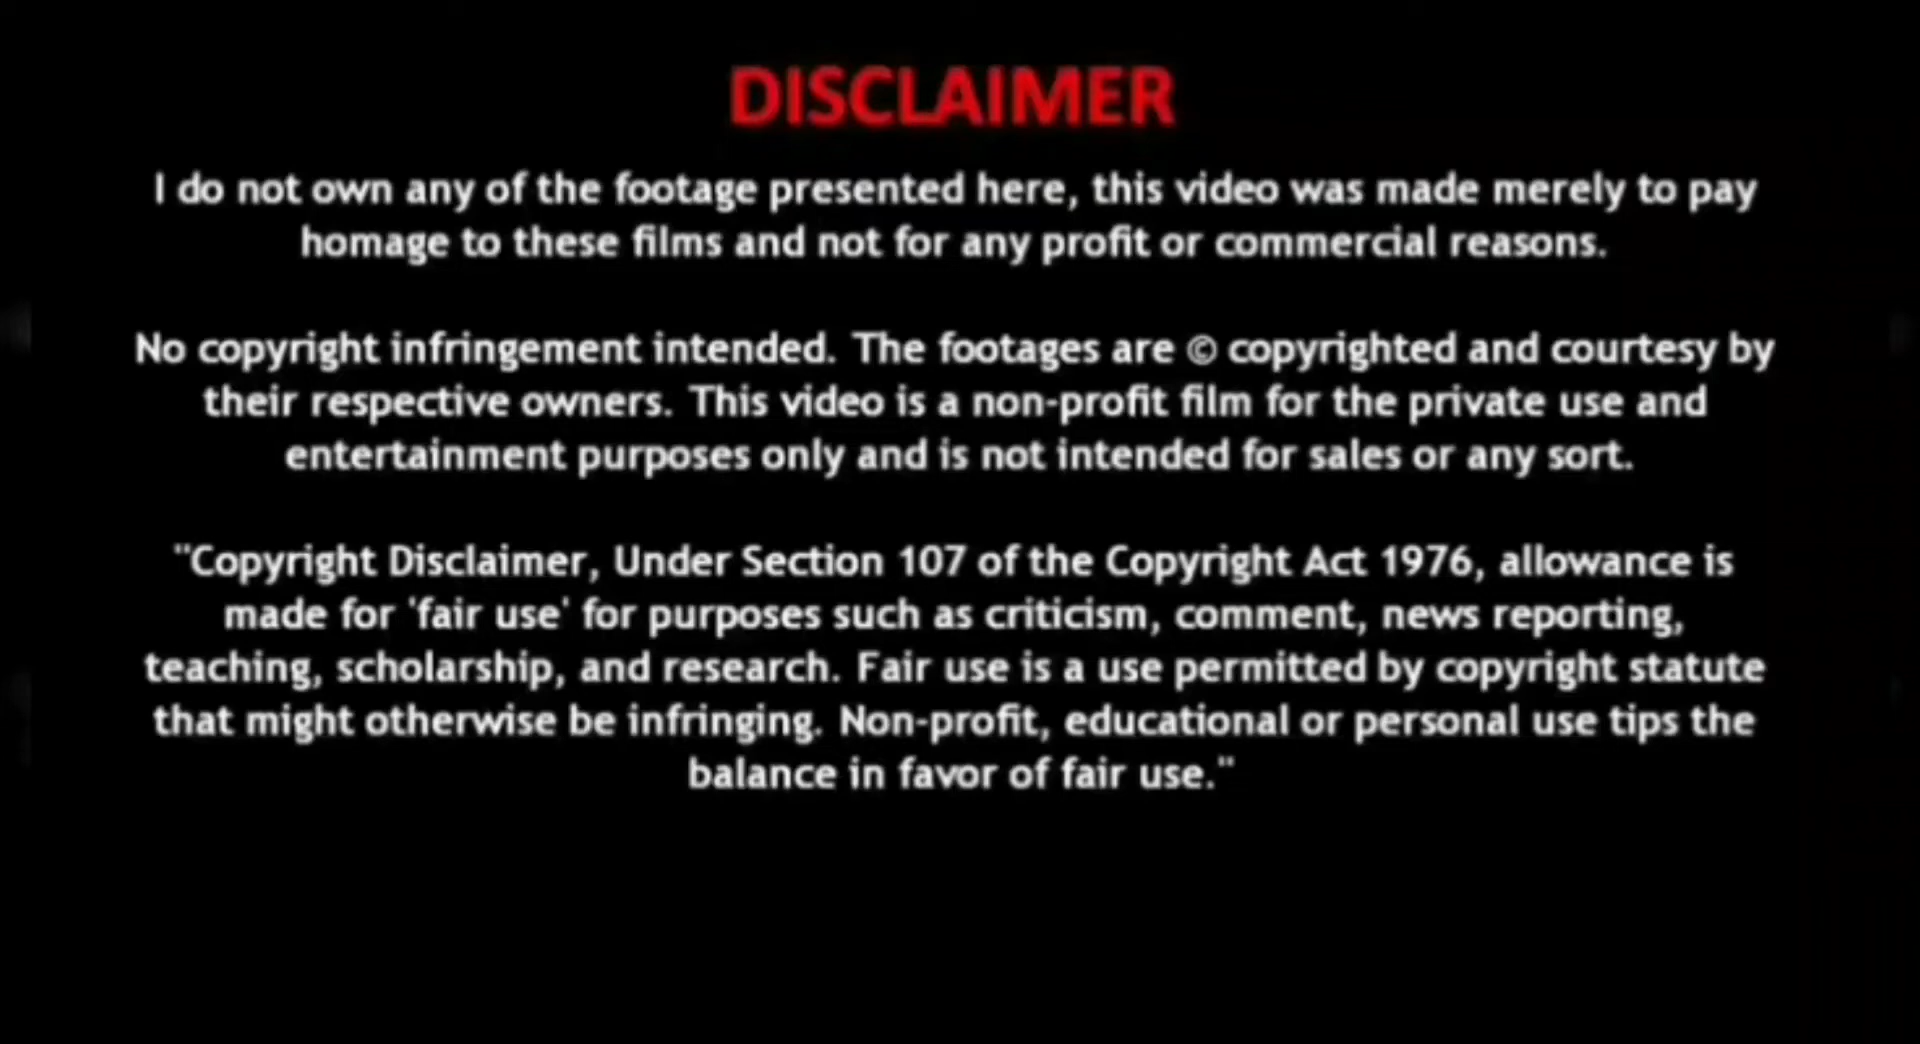 DISCLAIMER
I do not own any of the footage presented here, this video was made merely to pay
homage to these films and not for any profit or commercial reasons.
No copyright infringement intended. The footages are © copyrighted and courtesy by
their respective owners. This video is a non-profit film for the private use and
entertainment purposes only and is not intended for sales or any sort.
"Copyright Disclaimer, Under Section 107 of the Copyright Act 1976, allowance is
made for 'fair use' for purposes such as criticism, comment, news reporting,
teaching, scholarship, and research. Fair use is a use permitted by copyright statute
that might otherwise be infringing. Non-profit, educational or personal use tips the
balance in favor of fair use."